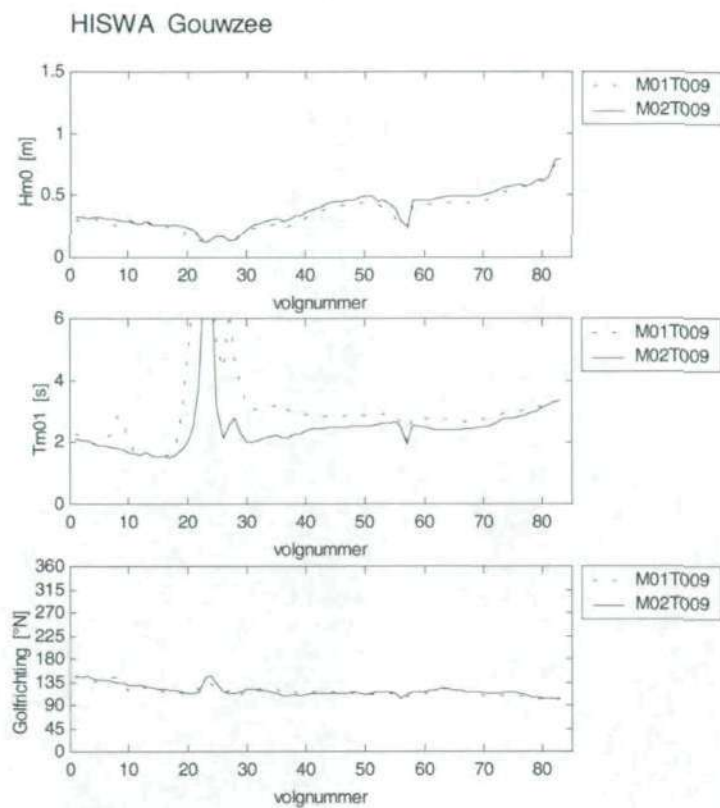 HISWA Gouwzee
1.5
1
0.5
0
Hm0 [m]
0 10 20 30 40 50 60 70 80
volgnummer
M01T009
M02T009
6
4
2
0
Tm01 [s]
0 10 20 30 40 50 60 70 80
volgnummer
M01T009
M02T009
360
315
270
225
180
135
90
45
0
Golfrichting [°N]
0 10 20 30 40 50 60 70 80
volgnummer
M01T009
M02T009